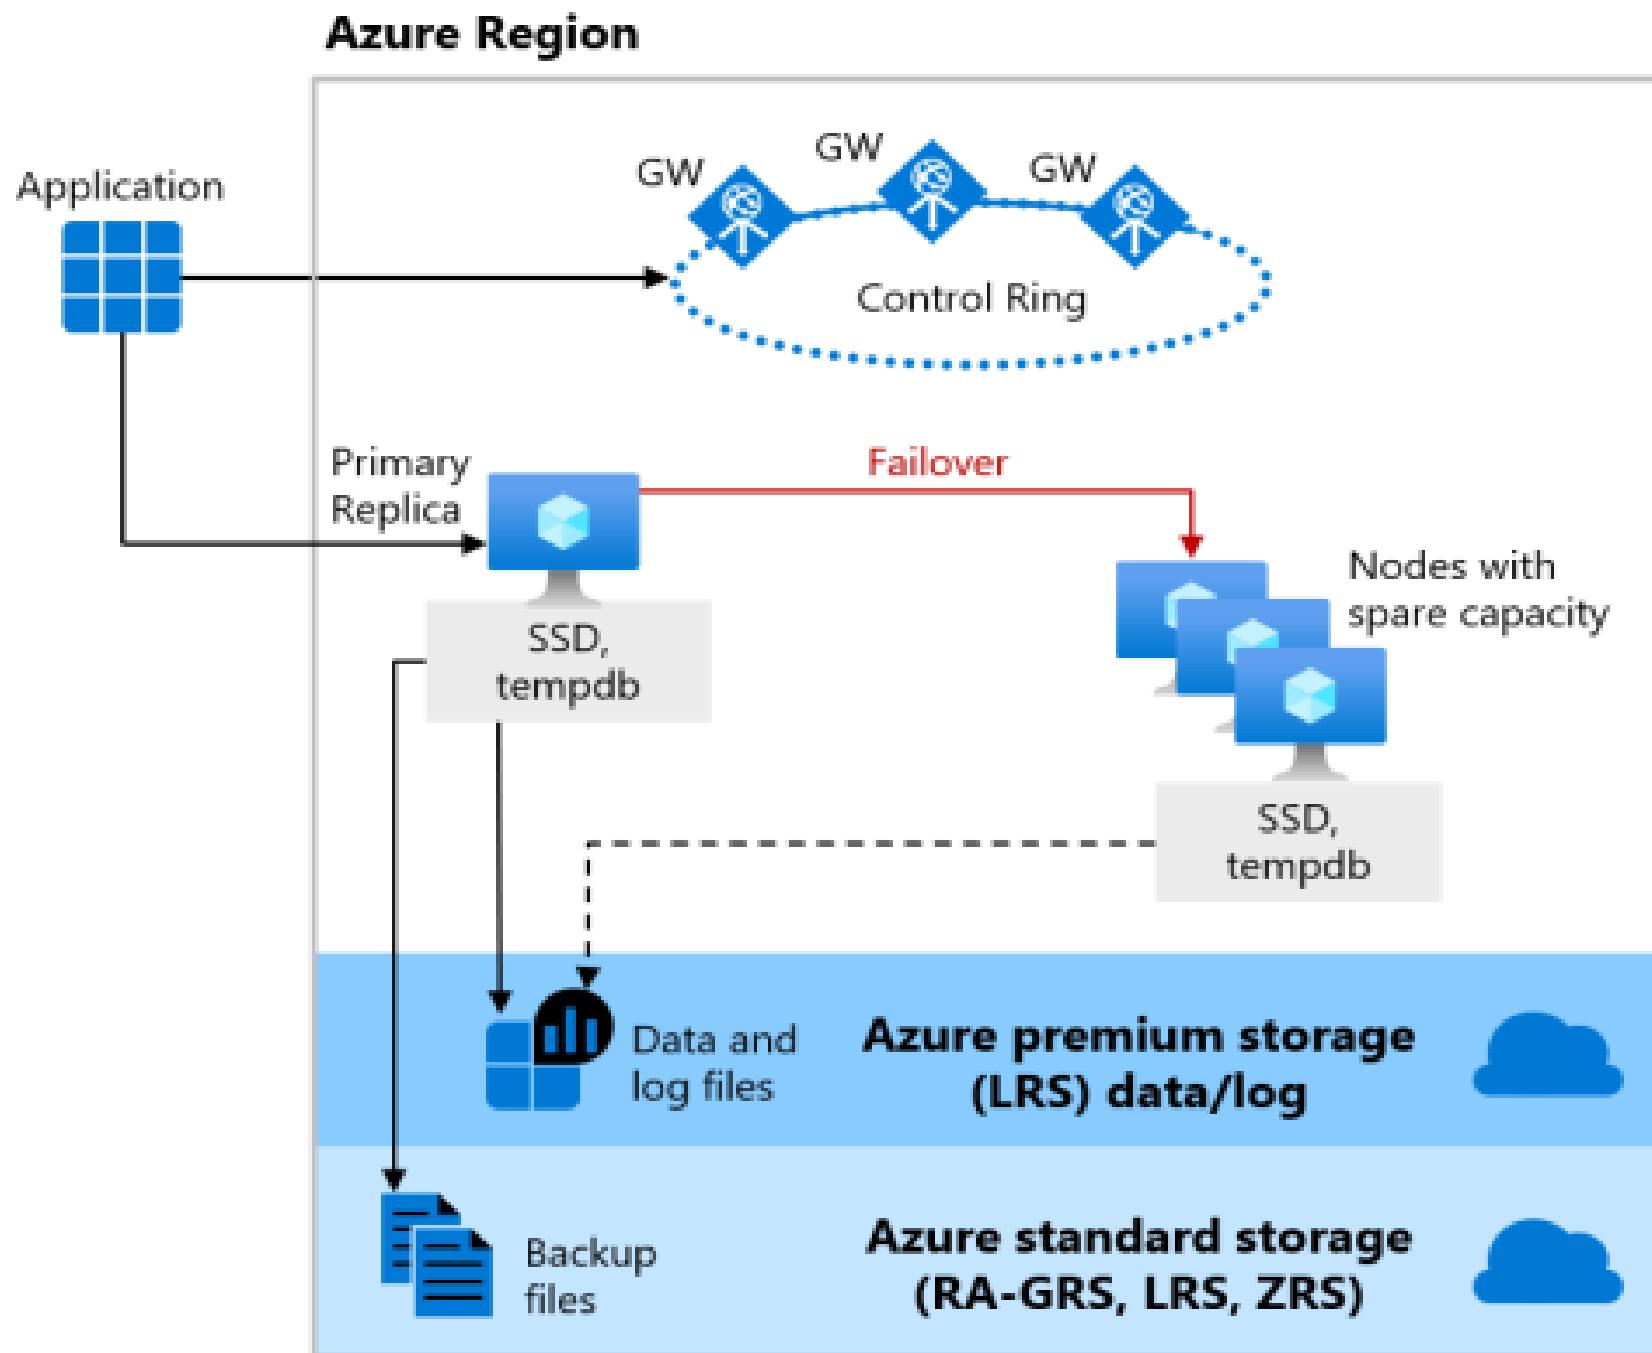 Azure Region
Application
GW
GW
GW
Control Ring
Primary
Replica
Failover
Nodes with
spare capacity
SSD,
tempdb
SSD,
tempdb
Data and
log files
Azure premium storage
(LRS) data/log
Backup
files
Azure standard storage
(RA-GRS, LRS, ZRS)